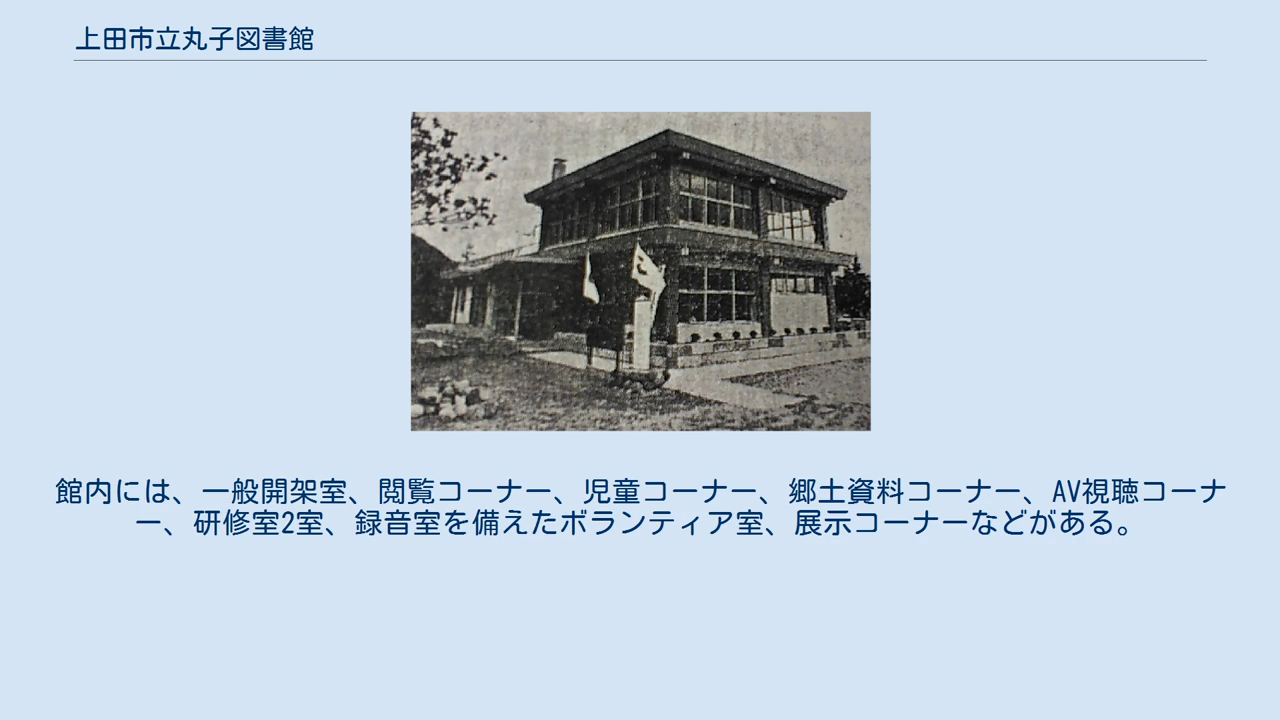 上田市立丸子図書館
館内には、一般開架室、閲覧コーナー、児童コーナー、郷土資料コーナー、AV視聴コーナ
ー、研修室2室、録音室を備えたボランティア室、展示コーナーなどがある。